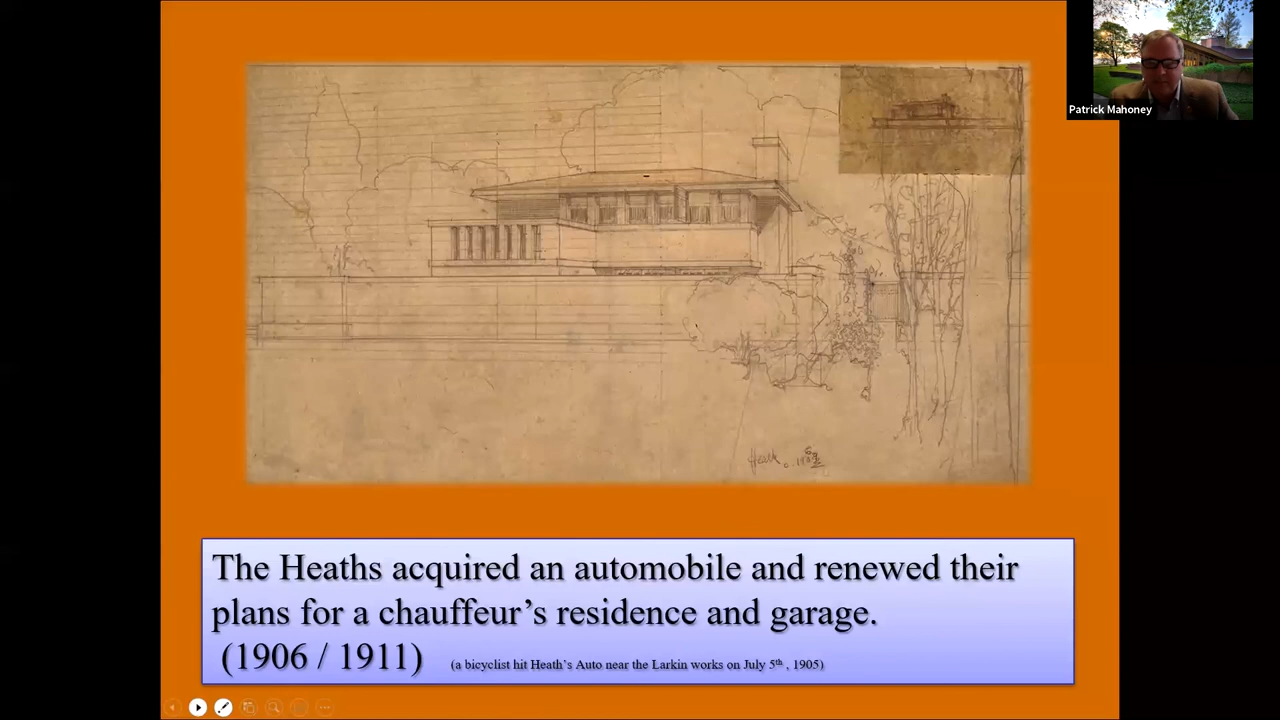 Patrick Mahoney
Heath
The Heaths acquired an automobile and renewed their
plans for a chauffeur’s residence and garage.
(1906 / 1911) (a bicyclist hit Heath’s Auto near the Larkin works on July 5th , 1905)